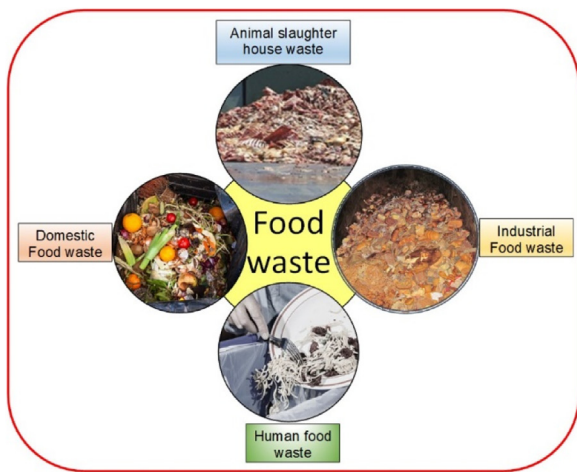 Animal slaughter
house waste
Domestic
Food waste
Food
waste
Industrial
Food waste
Human food
waste